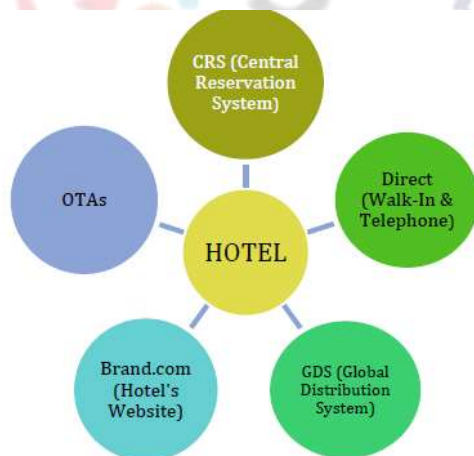 CRS (Central
Reservation
System)
OTAs
Direct
(Walk-In &
Telephone)
HOTEL
Brand.com
(Hotel's
Website)
GDS (Global
Distribution
System)